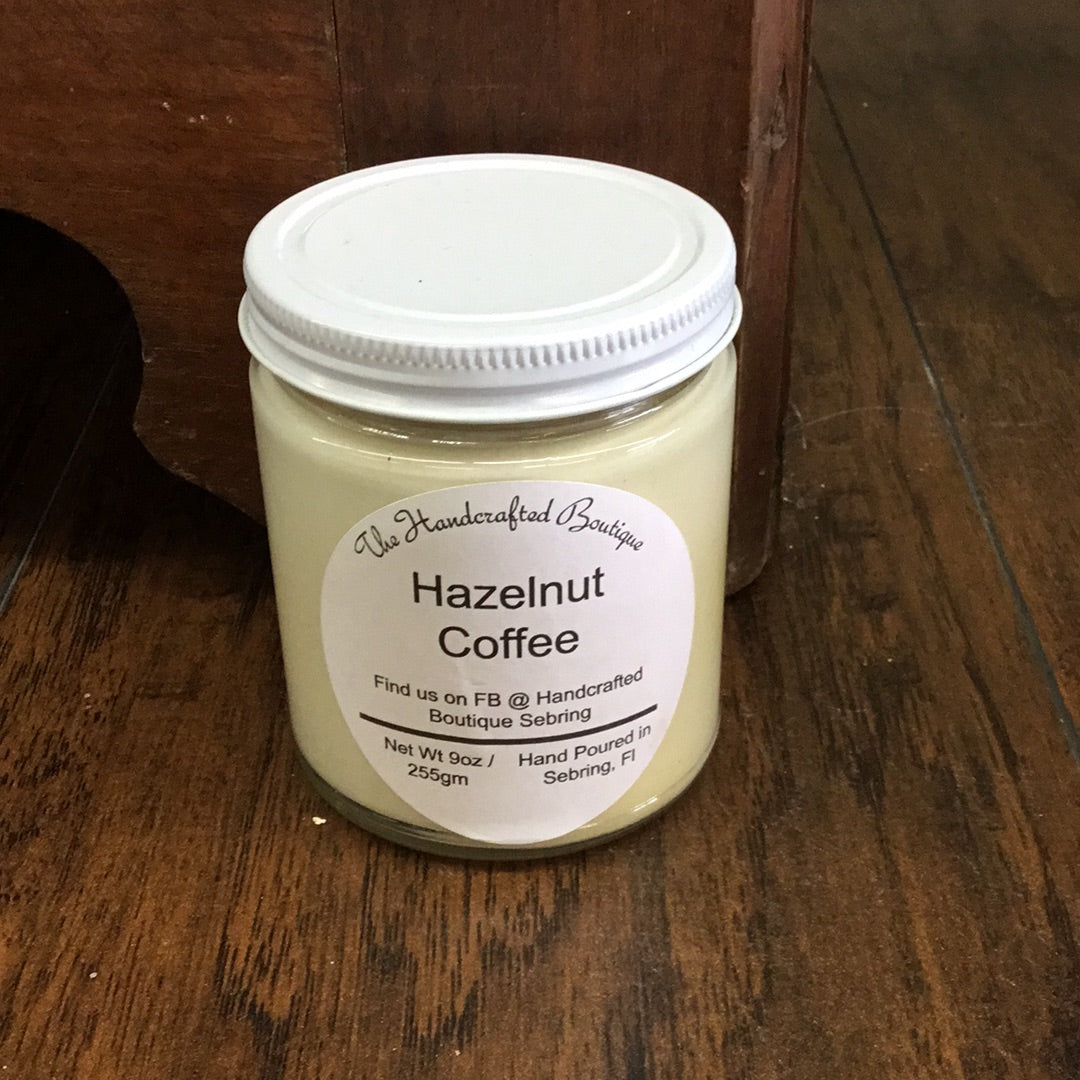 The Handcrafted Boutique
Hazelnut
Coffee
Find us on FB @ Handcrafted
Boutique Sebring
Net Wt 9oz /
255gm
Hand Poured in
Sebring, Fl